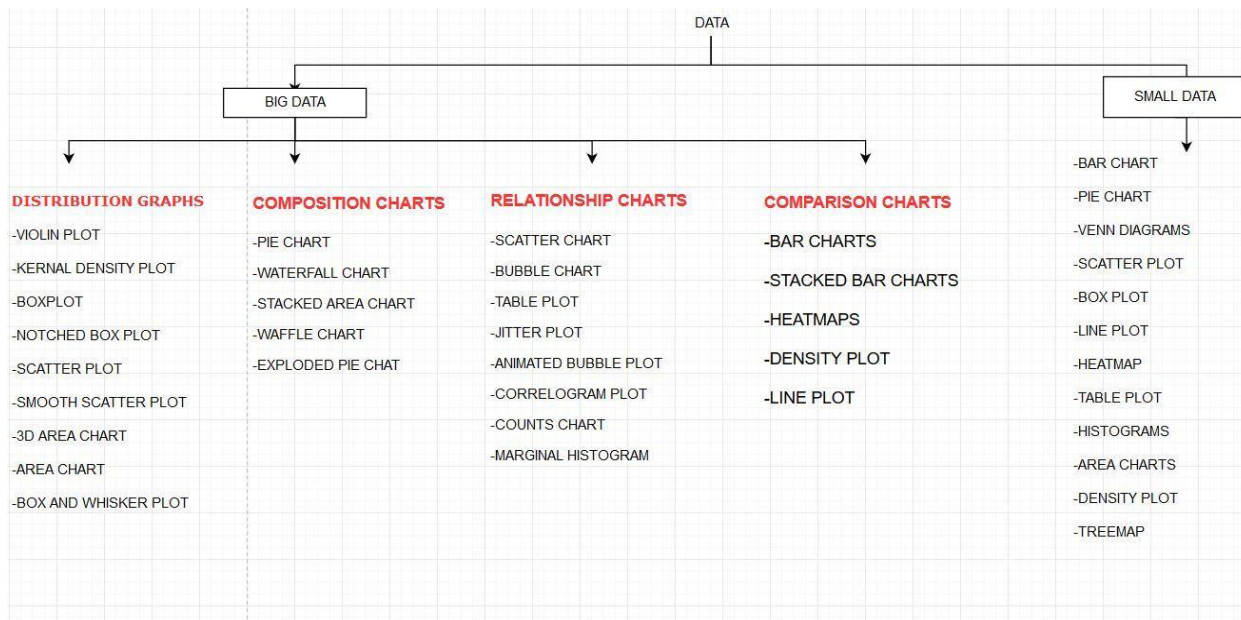 DATA
BIG DATA
SMALL DATA
DISTRIBUTION GRAPHS
-VIOLIN PLOT
-KERNAL DENSITY PLOT
-BOXPLOT
-NOTCHED BOX PLOT
-SCATTER PLOT
-SMOOTH SCATTER PLOT
-3D AREA CHART
-AREA CHART
-BOX AND WHISKER PLOT
COMPOSITION CHARTS
-PIE CHART
-WATERFALL CHART
-STACKED AREA CHART
-WAFFLE CHART
-EXPLODED PIE CHAT
RELATIONSHIP CHARTS
-SCATTER CHART
-BUBBLE CHART
-TABLE PLOT
-JITTER PLOT
-ANIMATED BUBBLE PLOT
-CORRELOGRAM PLOT
-COUNTS CHART
-MARGINAL HISTOGRAM
COMPARISON CHARTS
-BAR CHARTS
-STACKED BAR CHARTS
-HEATMAPS
-DENSITY PLOT
-LINE PLOT
-BAR CHART
-PIE CHART
-VENN DIAGRAMS
-SCATTER PLOT
-BOX PLOT
-LINE PLOT
-HEATMAP
-TABLE PLOT
-HISTOGRAMS
-AREA CHARTS
-DENSITY PLOT
-TREEMAP